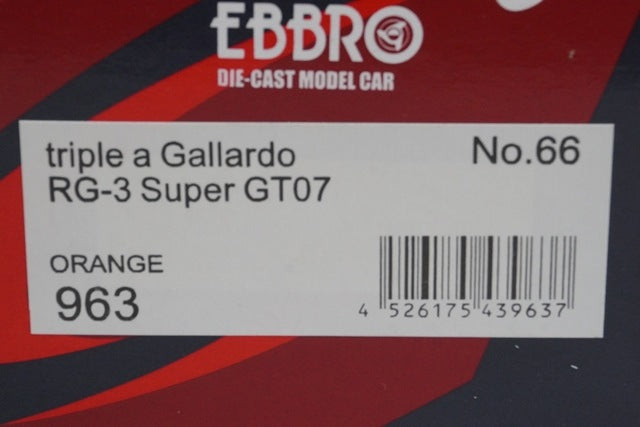 EBBRO
DIE-CAST MODEL CAR
triple a Gallardo No.66
RG-3 Super GT07
ORANGE
963
4 526175 439637